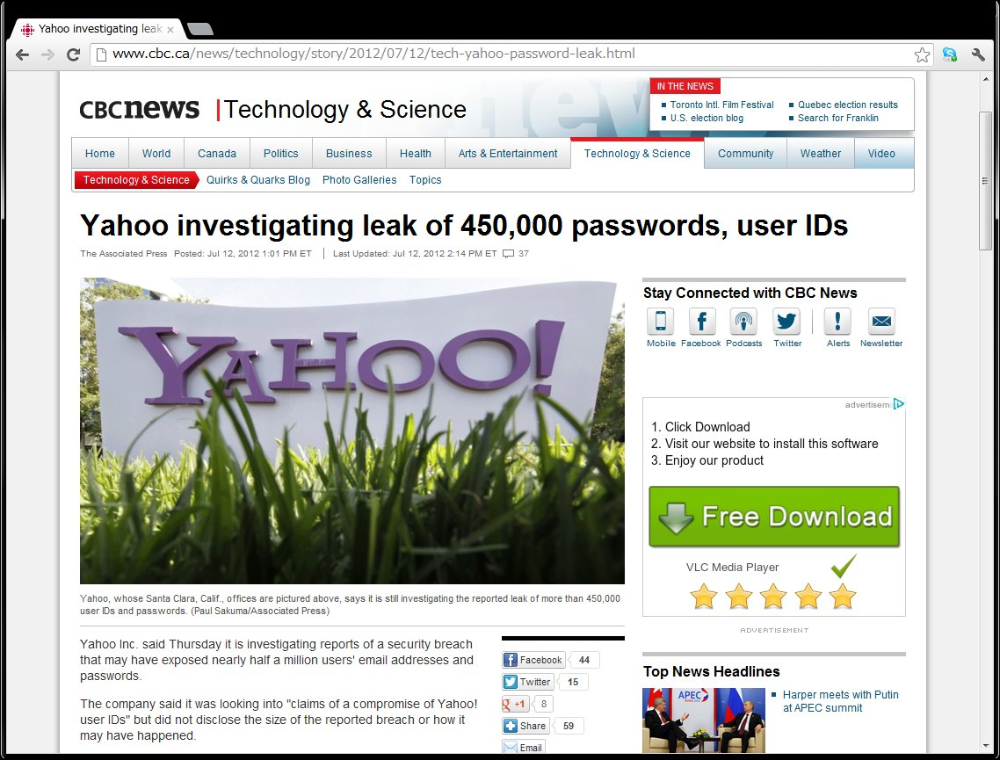 Yahoo investigating leak
www.cbc.ca/news/technology/story/2012/07/12/tech-yahoo-password-leak.html
CBCnews | Technology & Science
IN THE NEWS
Toronto Intl. Film Festival
Quebec election results
U.S. election blog
Search for Franklin
Home World Canada Politics Business Health Arts & Entertainment Technology & Science Community Weather Video
Technology & Science Quirks & Quarks Blog Photo Galleries Topics
Yahoo investigating leak of 450,000 passwords, user IDs
The Associated Press Posted: Jul 12, 2012 1:01 PM ET | Last Updated: Jul 12, 2012 2:14 PM ET 37
YAHOO!
Yahoo, whose Santa Clara, Calif., offices are pictured above, says it is still investigating the reported leak of more than 450,000
user IDs and passwords. (Paul Sakuma/Associated Press)
Yahoo Inc. said Thursday it is investigating reports of a security breach
that may have exposed nearly half a million users' email addresses and
passwords.
The company said it was looking into "claims of a compromise of Yahoo!
user IDs" but did not disclose the size of the reported breach or how it
may have happened.
Facebook 44
Twitter 15
+1 8
Share 59
Email
Stay Connected with CBC News
Mobile Facebook Podcasts Twitter Alerts Newsletter
advertisem
1. Click Download
2. Visit our website to install this software
3. Enjoy our product
Free Download
VLC Media Player
ADVERTISEMENT
Top News Headlines
APEC
Harper meets with Putin
at APEC summit